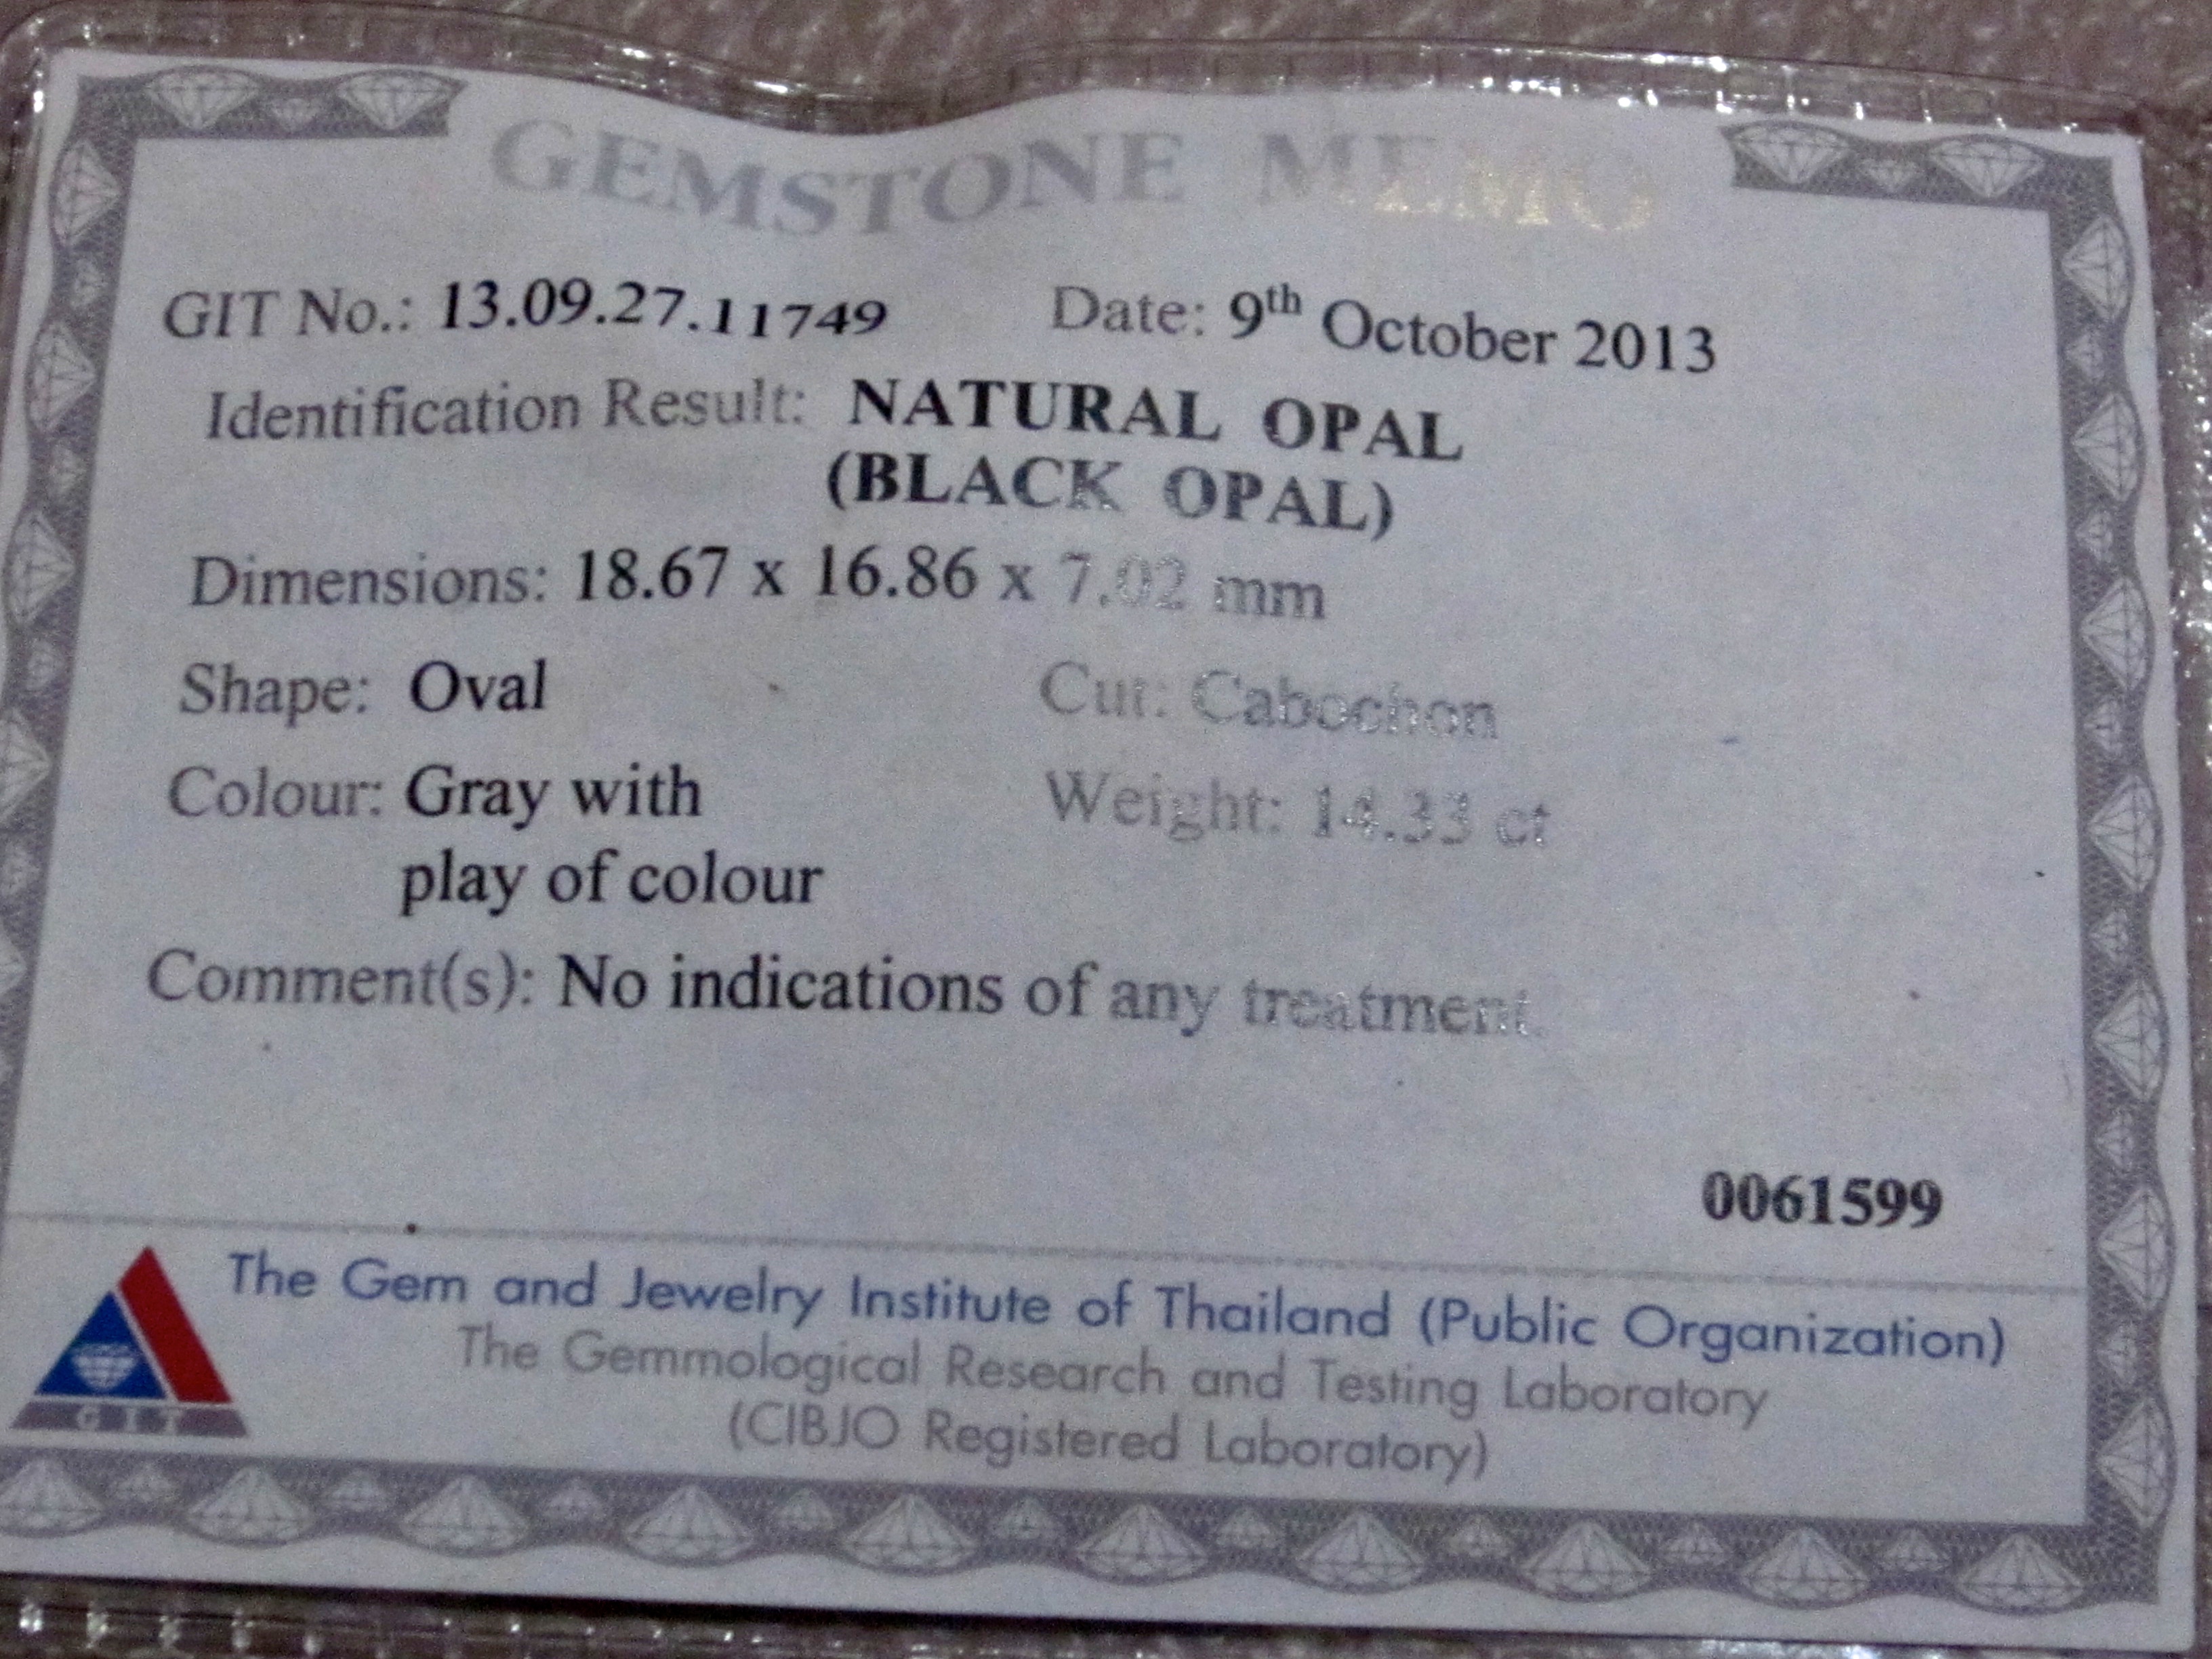 GEMSTONE MEMO
GIT No.: 13.09.27.11749 Date: 9th October 2013
Identification Result: NATURAL OPAL
(BLACK OPAL)
Dimensions: 18.67 x 16.86 x 7.02 mm
Shape: Oval Cut: Cabochon
Colour: Gray with Weight: 14.33 ct
play of colour
Comment(s): No indications of any treatment.
0061599
The Gem and Jewelry Institute of Thailand (Public Organization)
The Gemmological Research and Testing Laboratory
(CIBJO Registered Laboratory)
GIT